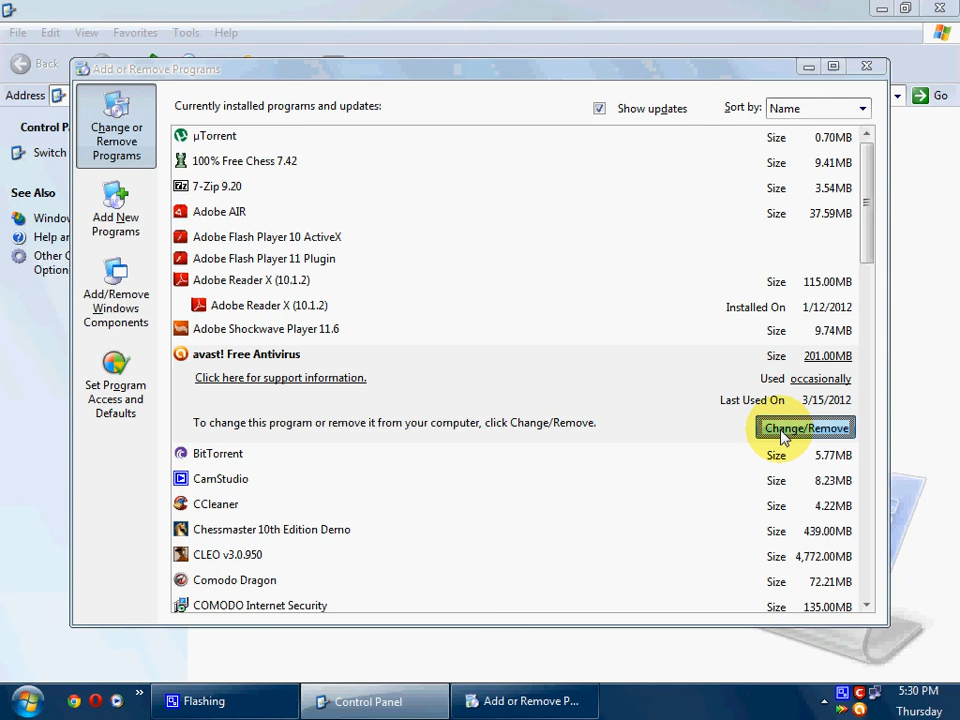 File Edit View Favorites Tools Help
Back
Add or Remove Programs
Address
Go
Control P
Switch
See Also
Window
Help an
Other C
Option
Change or
Remove
Programs
Add New
Programs
Add/Remove
Windows
Components
Set Program
Access and
Defaults
Currently installed programs and updates:
Show updates
Sort by: Name
µTorrent Size 0.70MB
100% Free Chess 7.42 Size 9.41MB
7-Zip 9.20 Size 3.54MB
Adobe AIR Size 37.59MB
Adobe Flash Player 10 ActiveX
Adobe Flash Player 11 Plugin
Adobe Reader X (10.1.2) Size 115.00MB
Adobe Reader X (10.1.2) Installed On 1/12/2012
Adobe Shockwave Player 11.6 Size 9.74MB
avast! Free Antivirus Size 201.00MB
Click here for support information. Used occasionally
Last Used On 3/15/2012
To change this program or remove it from your computer, click Change/Remove. Change/Remove
BitTorrent Size 5.77MB
CamStudio Size 8.23MB
CCleaner Size 4.22MB
Chessmaster 10th Edition Demo Size 439.00MB
CLEO v3.0.950 Size 4,772.00MB
Comodo Dragon Size 72.21MB
COMODO Internet Security Size 135.00MB
Flashing
Control Panel
Add or Remove P...
5:30 PM
Thursday